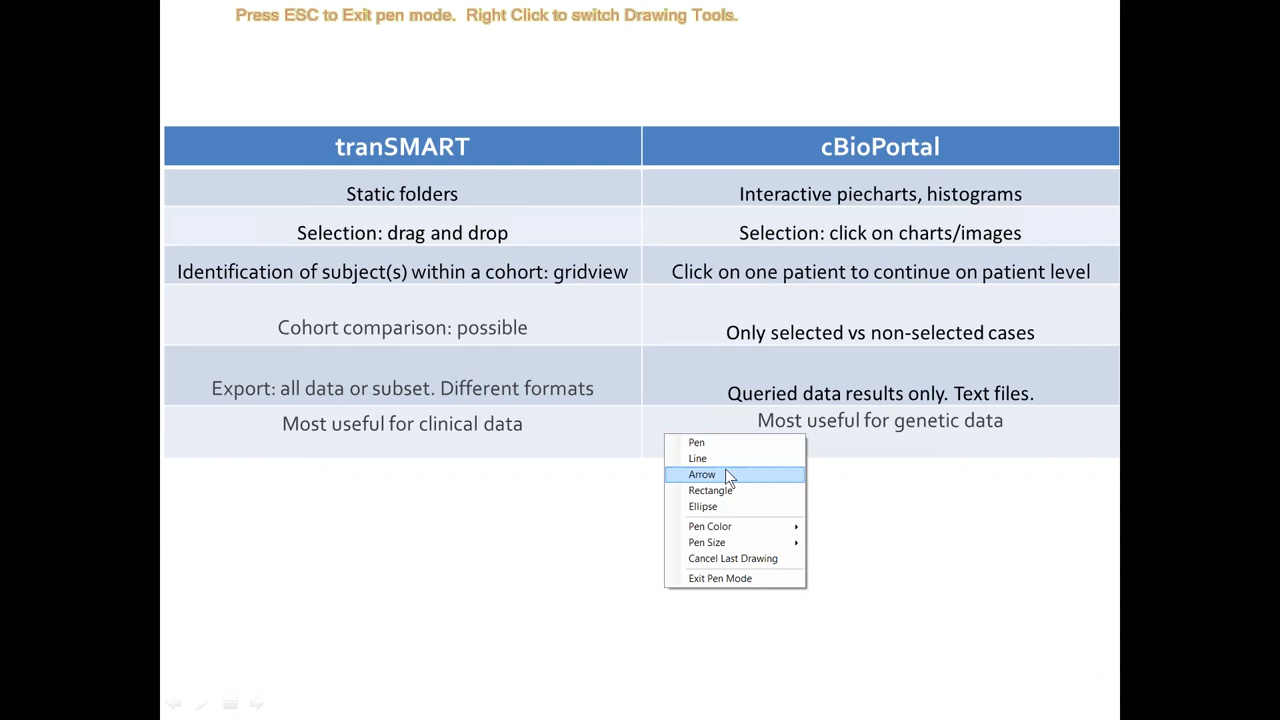 Press ESC to Exit pen mode. Right Click to switch Drawing Tools.
tranSMART
cBioPortal
Static folders
Interactive piecharts, histograms
Selection: drag and drop
Selection: click on charts/images
Identification of subject(s) within a cohort: gridview
Click on one patient to continue on patient level
Cohort comparison: possible
Only selected vs non-selected cases
Export: all data or subset. Different formats
Queried data results only. Text files.
Most useful for clinical data
Most useful for genetic data
Pen
Line
Arrow
Rectangle
Ellipse
Pen Color
Pen Size
Cancel Last Drawing
Exit Pen Mode